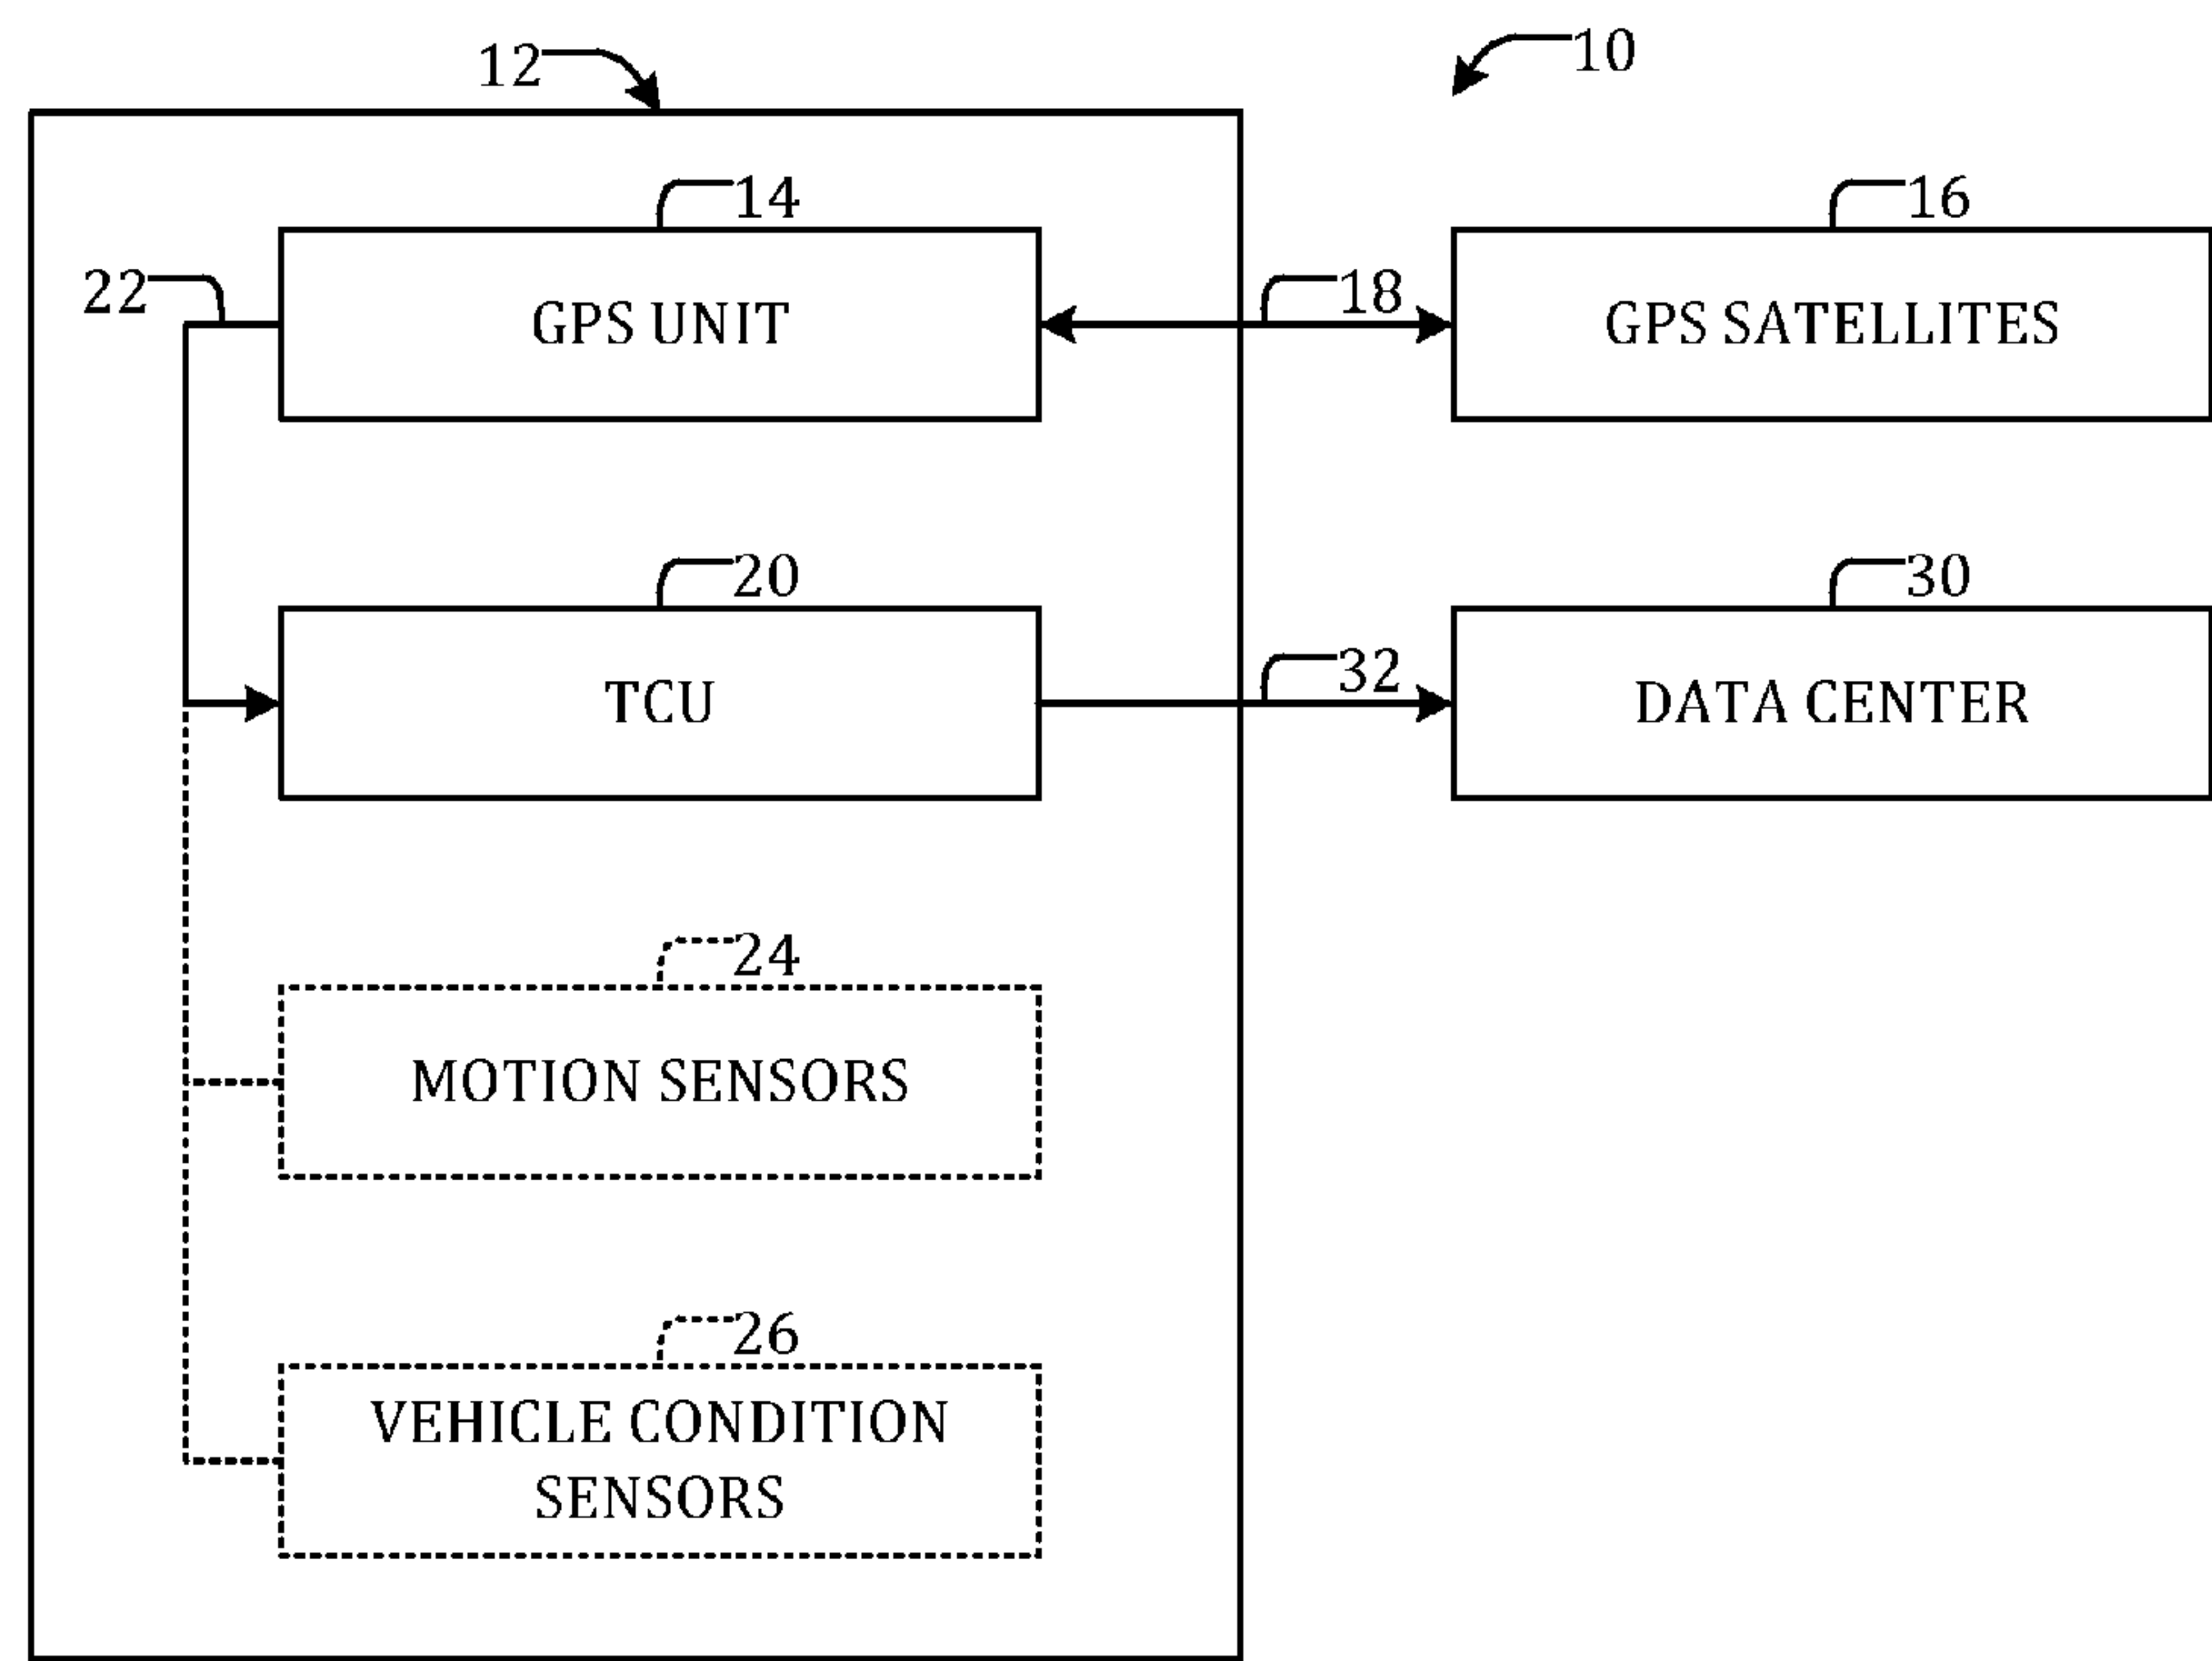 12
10
14
16
22
GPS UNIT
18
GPS SATELLITES
20
30
TCU
32
DATA CENTER
24
MOTION SENSORS
26
VEHICLE CONDITION
SENSORS